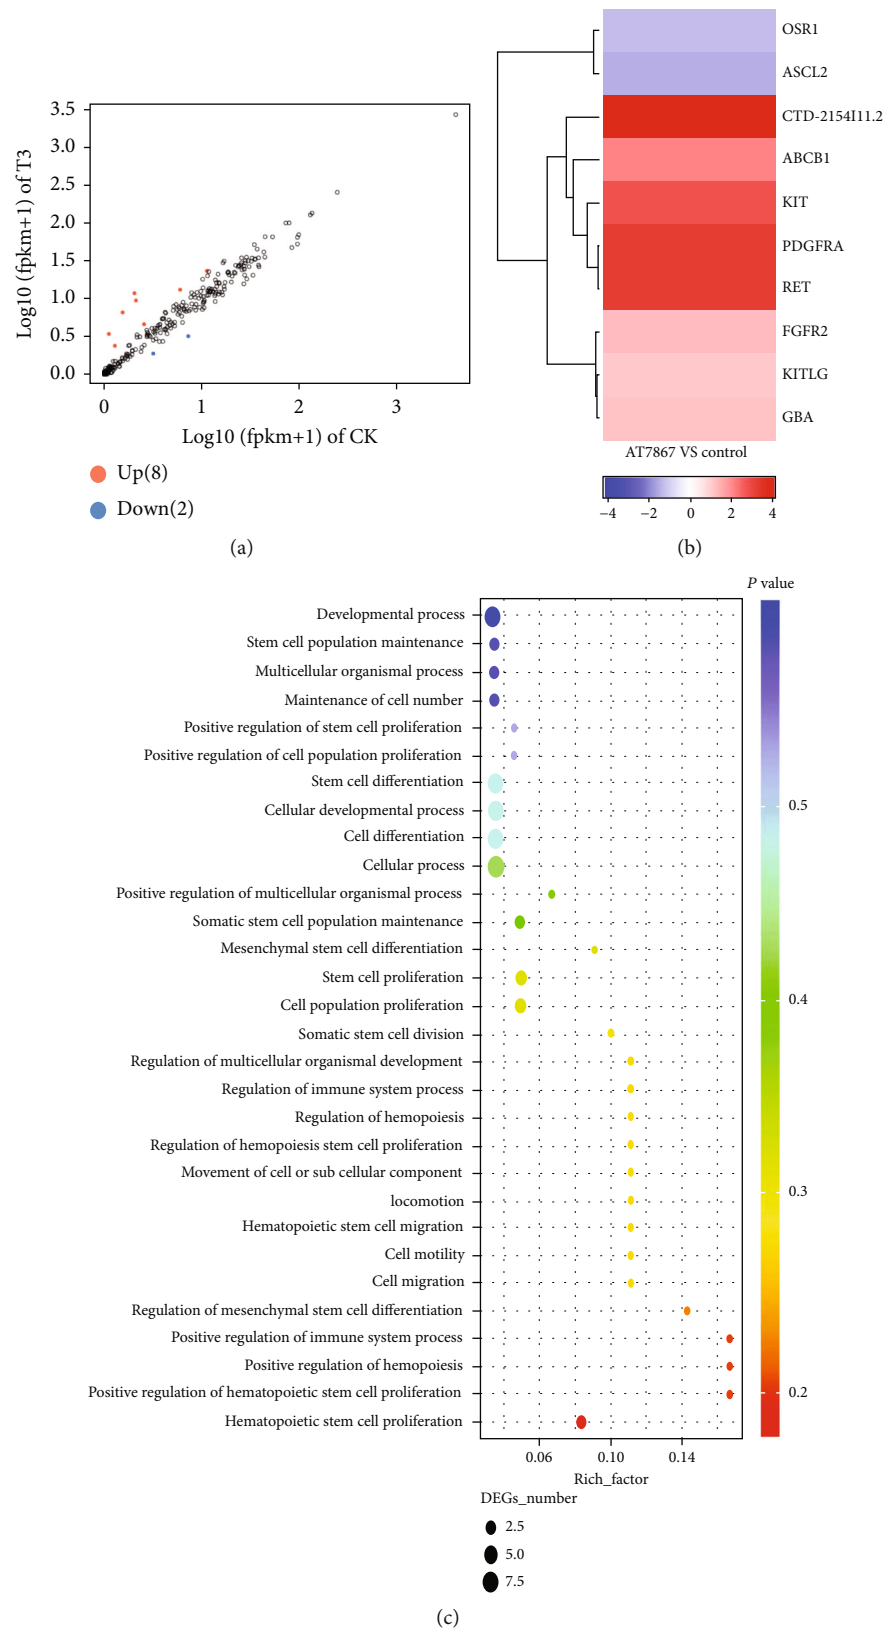 Log10 (fpkm+1) of T3
3.5
3.0
2.5
2.0
1.5
1.0
0.5
0.0
0 1 2 3
Log10 (fpkm+1) of CK
Up(8)
Down(2)
(a)
OSR1
ASCL2
CTD-2154I11.2
ABCB1
KIT
PDGFRA
RET
FGFR2
KITLG
GBA
AT7867 VS control
−4 −2 0 2 4
(b)
P value
Developmental process
Stem cell population maintenance
Multicellular organismal process
Maintenance of cell number
Positive regulation of stem cell proliferation
Positive regulation of cell population proliferation
Stem cell differentiation
Cellular developmental process
Cell differentiation
Cellular process
Positive regulation of multicellular organismal process
Somatic stem cell population maintenance
Mesenchymal stem cell differentiation
Stem cell proliferation
Cell population proliferation
Somatic stem cell division
Regulation of multicellular organismal development
Regulation of immune system process
Regulation of hemopoiesis
Regulation of hemopoiesis stem cell proliferation
Movement of cell or sub cellular component
locomotion
Hematopoietic stem cell migration
Cell motility
Cell migration
Regulation of mesenchymal stem cell differentiation
Positive regulation of immune system process
Positive regulation of hemopoiesis
Positive regulation of hematopoietic stem cell proliferation
Hematopoietic stem cell proliferation
0.5
0.4
0.3
0.2
0.06 0.10 0.14
Rich_factor
DEGs_number
2.5
5.0
7.5
(c)